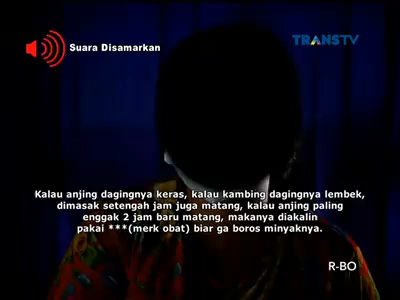 Suara Disamarkan
TRANSTV
Kalau anjing dagingnya keras, kalau kambing dagingnya lembek,
dimasak setengah jam juga matang, kalau anjing paling
enggak 2 jam baru matang, makanya diakalin
pakai ***(merk obat) biar ga boros minyaknya.
R-BO